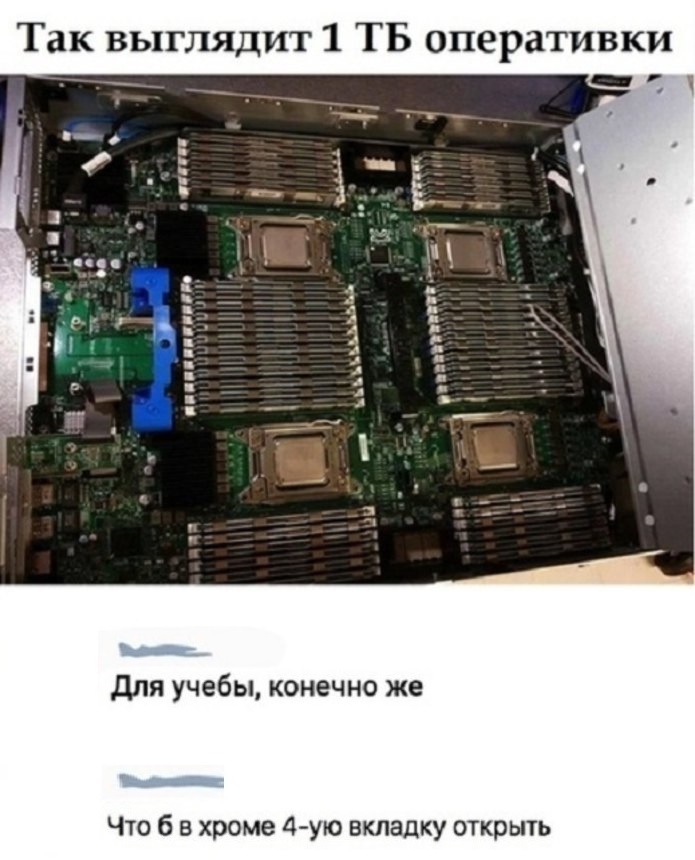 Так выглядит 1 ТБ оперативки
Для учебы, конечно же
Что б в хроме 4-ую вкладку открыть